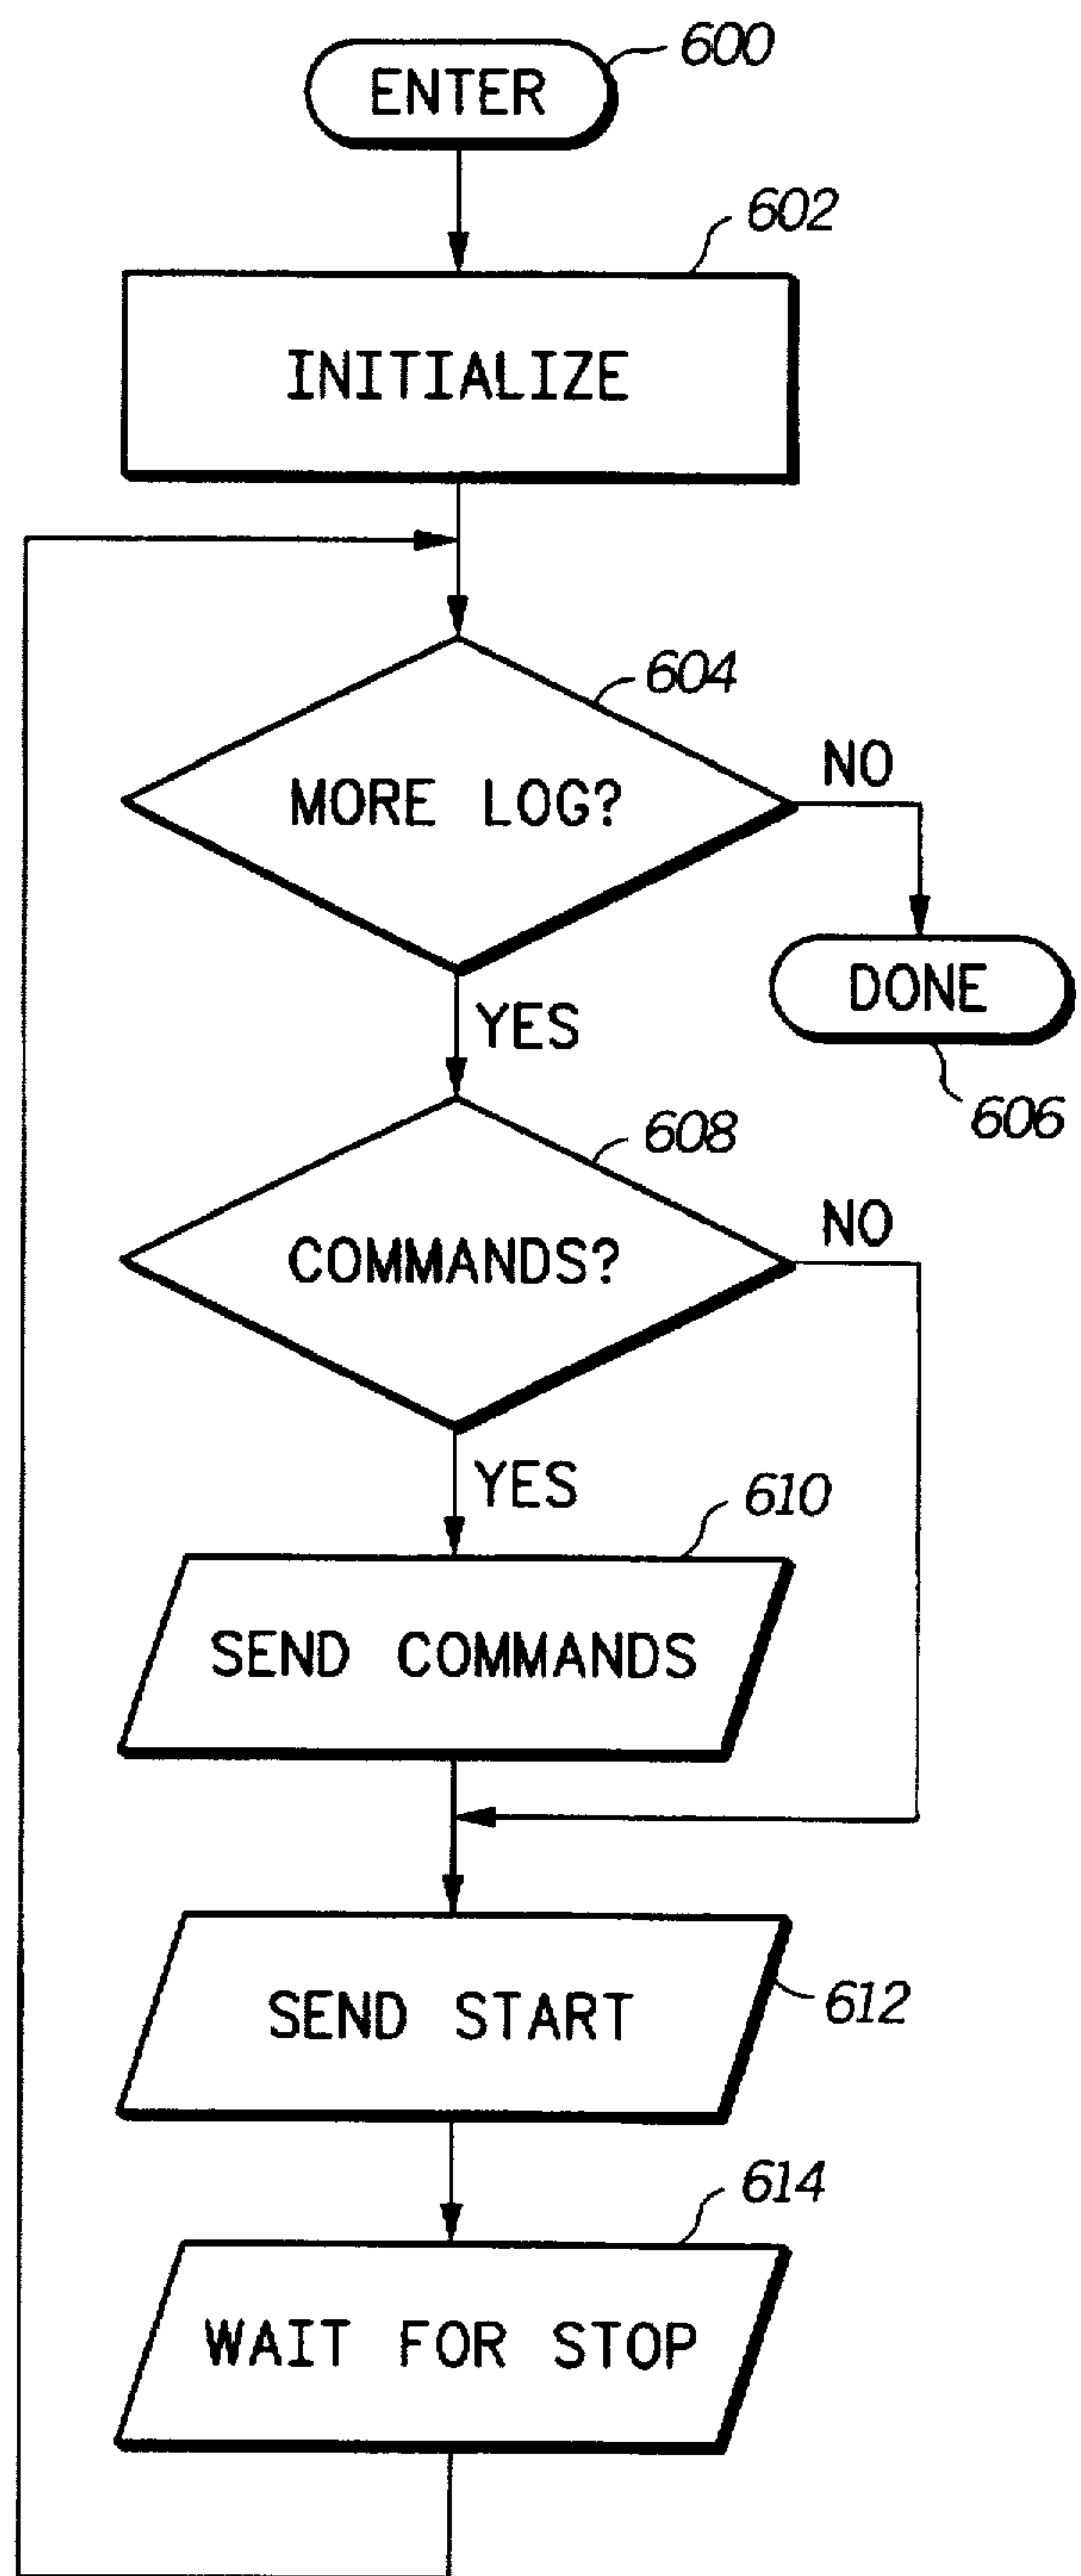 600
ENTER
602
INITIALIZE
604
MORE LOG?
NO
DONE
606
YES
608
COMMANDS?
NO
YES
610
SEND COMMANDS
SEND START
612
614
WAIT FOR STOP